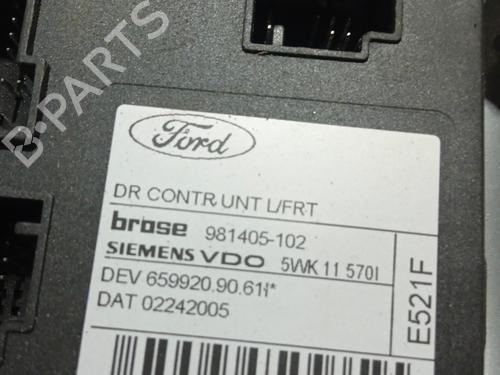 B-PARTS
Ford
DR CONTR UNT L/FRT
brose 981405-102
SIEMENS VDO 5WK 11 570I
DEV 659920.90.61i*
DAT 02242005
E521F